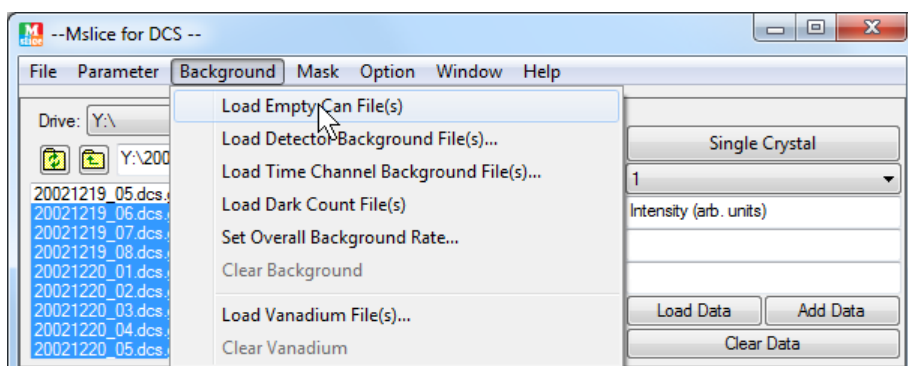 Mslice
--Mslice for DCS --
File Parameter Background Mask Option Window Help
Drive: Y:\
Y:\200
20021219_05.dcs.
20021219_06.dcs.
20021219_07.dcs.
20021219_08.dcs.
20021220_01.dcs.
20021220_02.dcs.
20021220_03.dcs.
20021220_04.dcs.
20021220_05.dcs.
Load Empty Can File(s)
Load Detector Background File(s)...
Load Time Channel Background File(s)...
Load Dark Count File(s)
Set Overall Background Rate...
Clear Background
Load Vanadium File(s)...
Clear Vanadium
Single Crystal
1
Intensity (arb. units)
Load Data Add Data
Clear Data